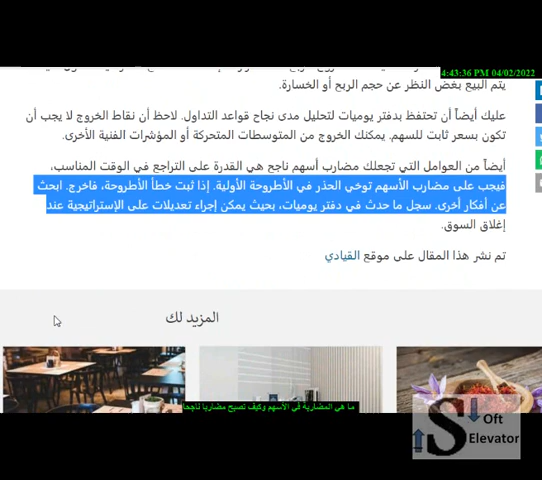 4:43:36 PM 04/02/2022
يتم البيع بغض النظر عن حجم الربح أو الخسارة.
عليك أيضاً أن تحتفظ بدفتر يوميات لتحليل مدى نجاح قواعد التداول. لاحظ أن نقاط الخروج لا يجب أن
تكون بسعر ثابت للسهم. يمكنك الخروج من المتوسطات المتحركة أو المؤشرات الفنية الأخرى.
أيضاً من العوامل التي تجعلك مضارب أسهم ناجح هي القدرة على التراجع في الوقت المناسب،
فيجب على مضارب الأسهم توخي الحذر في الأطروحة الأولية. إذا ثبت خطأ الأطروحة، فاخرج. ابحث
عن أفكار أخرى. سجل ما حدث في دفتر يوميات، بحيث يمكن إجراء تعديلات على الإستراتيجية عند
إغلاق السوق.
تم نشر هذا المقال على موقع القيادي
المزيد لك
ما هي المضاربة في الأسهم وكيف تصبح مضاربا ناجحا
Soft
Elevator